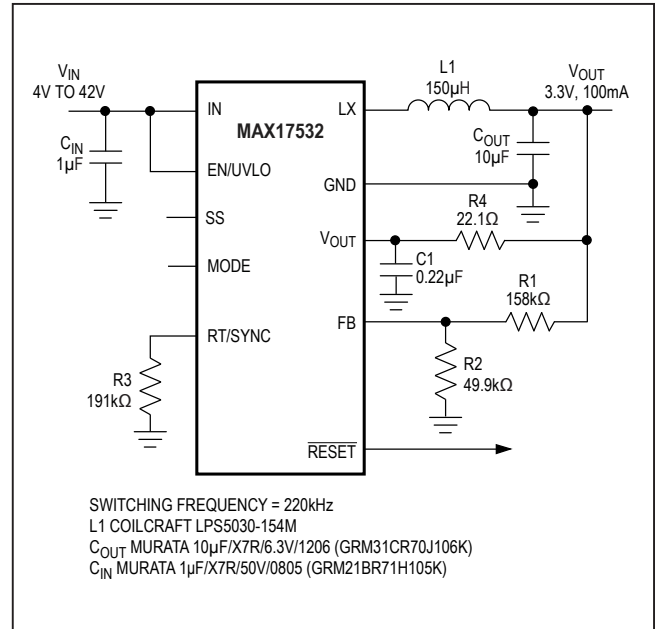 VIN
4V TO 42V
CIN
1µF
IN
EN/UVLO
SS
MODE
RT/SYNC
R3
191kΩ
MAX17532
LX
GND
VOUT
FB
RESET
L1
150µH
VOUT
3.3V, 100mA
COUT
10µF
R4
22.1Ω
C1
0.22µF
R1
158kΩ
R2
49.9kΩ
SWITCHING FREQUENCY = 220kHz
L1 COILCRAFT LPS5030-154M
COUT MURATA 10µF/X7R/6.3V/1206 (GRM31CR70J106K)
CIN MURATA 1µF/X7R/50V/0805 (GRM21BR71H105K)